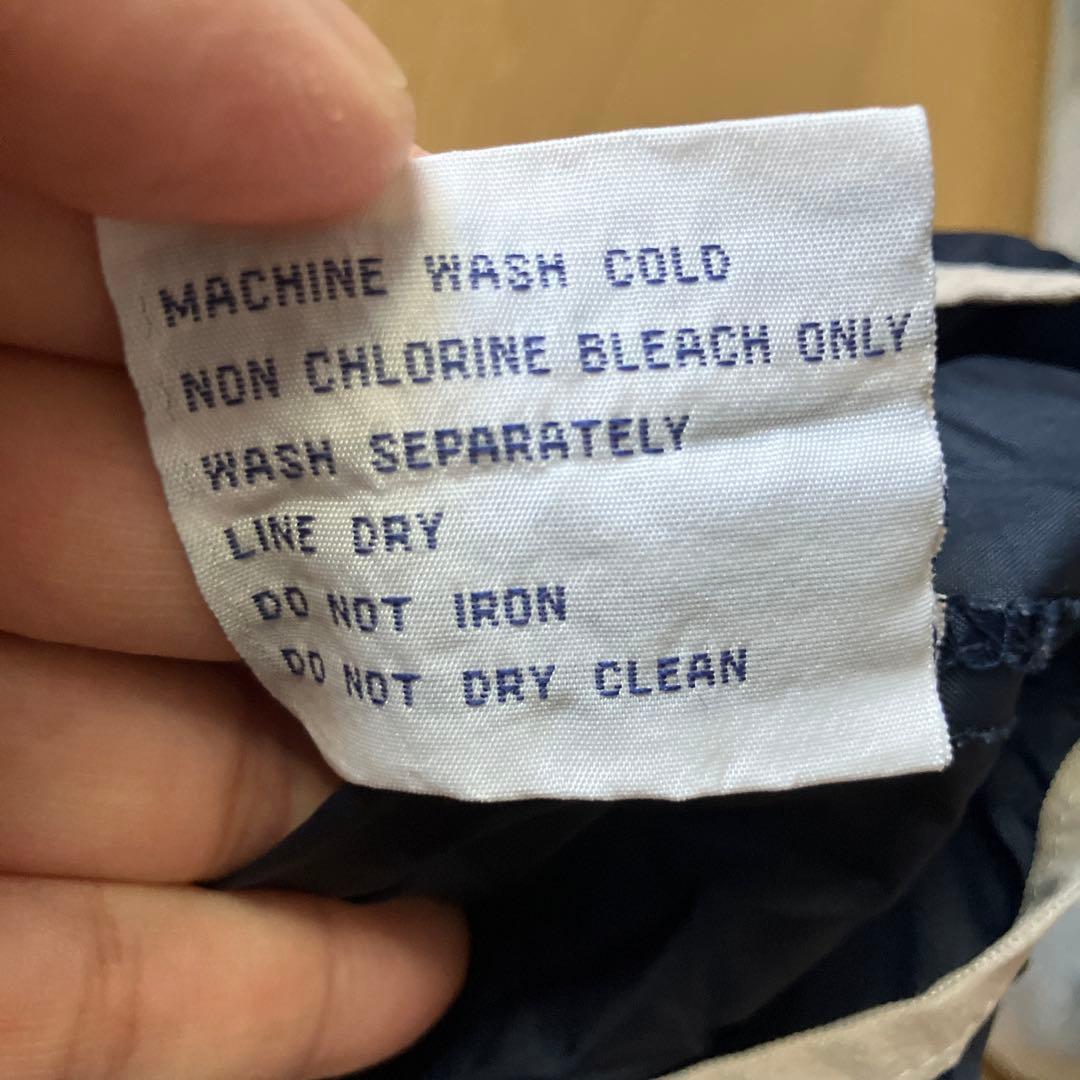 MACHINE WASH COLD
NON CHLORINE BLEACH ONLY
WASH SEPARATELY
LINE DRY
DO NOT IRON
DO NOT DRY CLEAN